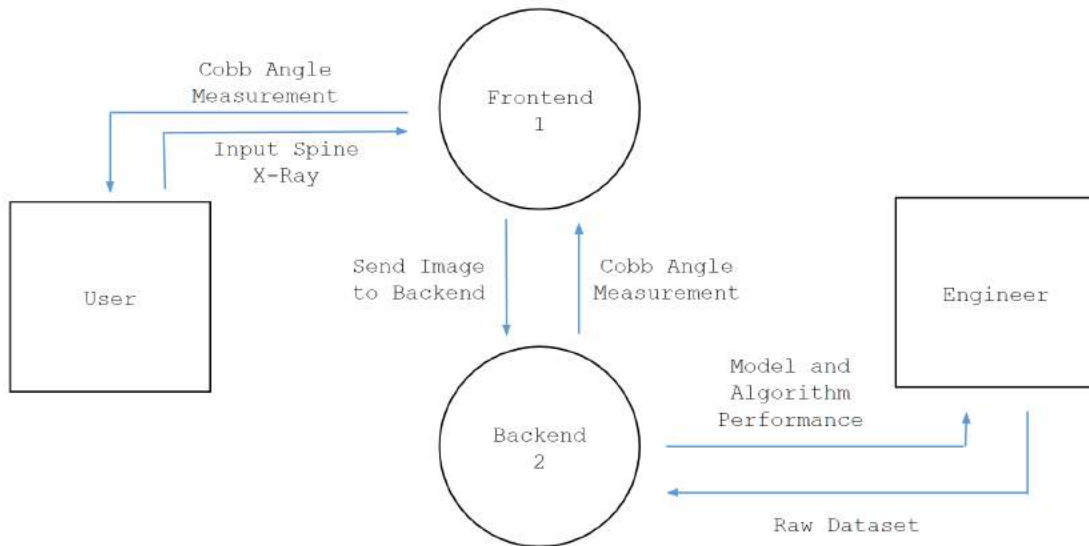 Cobb Angle
Measurement
Frontend
1
Input Spine
X-Ray
Send Image
to Backend
Cobb Angle
Measurement
User
Engineer
Model and
Algorithm
Performance
Backend
2
Raw Dataset